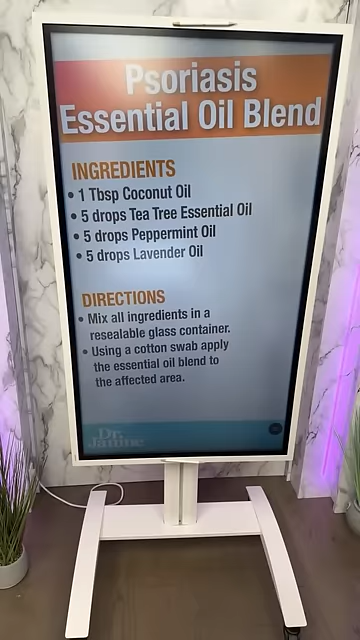 Psoriasis
Essential Oil Blend
INGREDIENTS
• 1 Tbsp Coconut Oil
• 5 drops Tea Tree Essential Oil
• 5 drops Peppermint Oil
• 5 drops Lavender Oil
DIRECTIONS
• Mix all ingredients in a
resealable glass container.
• Using a cotton swab apply
the essential oil blend to
the affected area.
Dr.
Janine